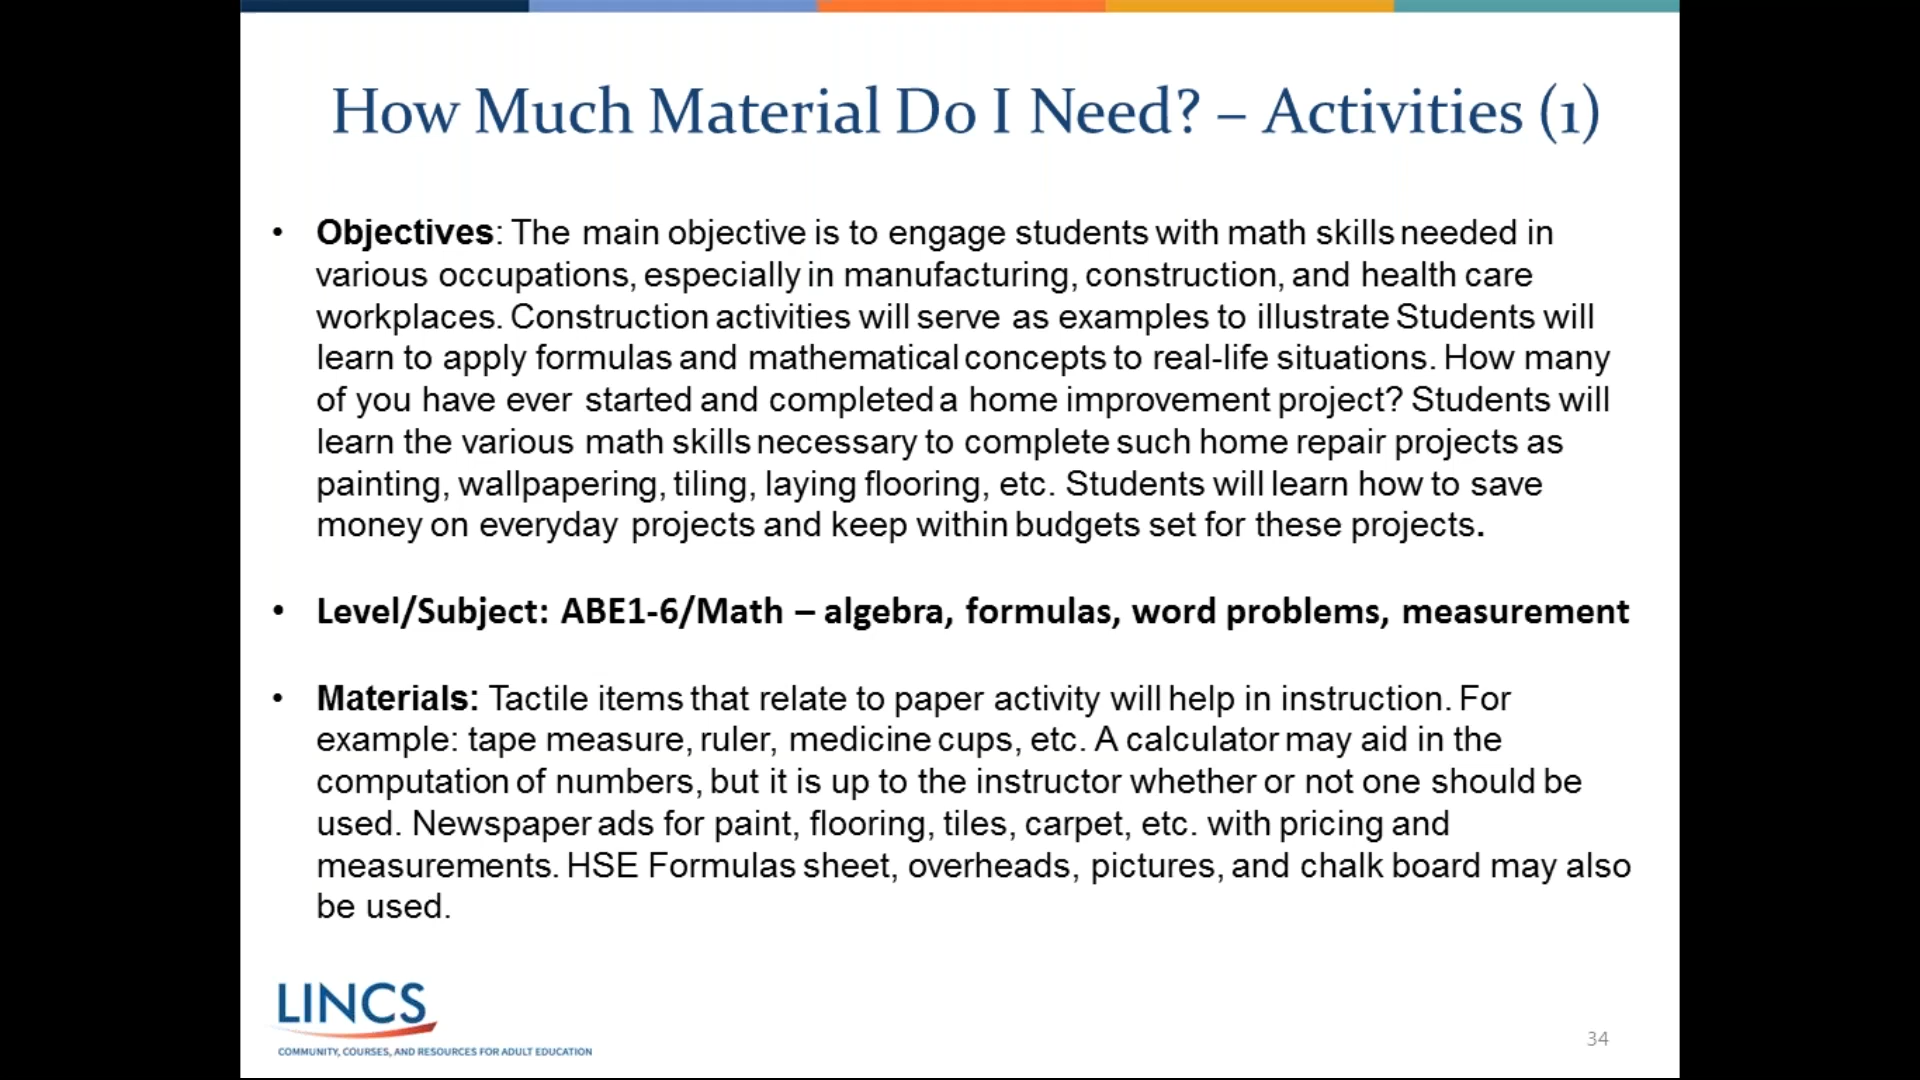 How Much Material Do I Need? – Activities (1)
• Objectives: The main objective is to engage students with math skills needed in
various occupations, especially in manufacturing, construction, and health care
workplaces. Construction activities will serve as examples to illustrate Students will
learn to apply formulas and mathematical concepts to real-life situations. How many
of you have ever started and completed a home improvement project? Students will
learn the various math skills necessary to complete such home repair projects as
painting, wallpapering, tiling, laying flooring, etc. Students will learn how to save
money on everyday projects and keep within budgets set for these projects.
• Level/Subject: ABE1-6/Math – algebra, formulas, word problems, measurement
• Materials: Tactile items that relate to paper activity will help in instruction. For
example: tape measure, ruler, medicine cups, etc. A calculator may aid in the
computation of numbers, but it is up to the instructor whether or not one should be
used. Newspaper ads for paint, flooring, tiles, carpet, etc. with pricing and
measurements. HSE Formulas sheet, overheads, pictures, and chalk board may also
be used.
LINCS
COMMUNITY, COURSES, AND RESOURCES FOR ADULT EDUCATION
34